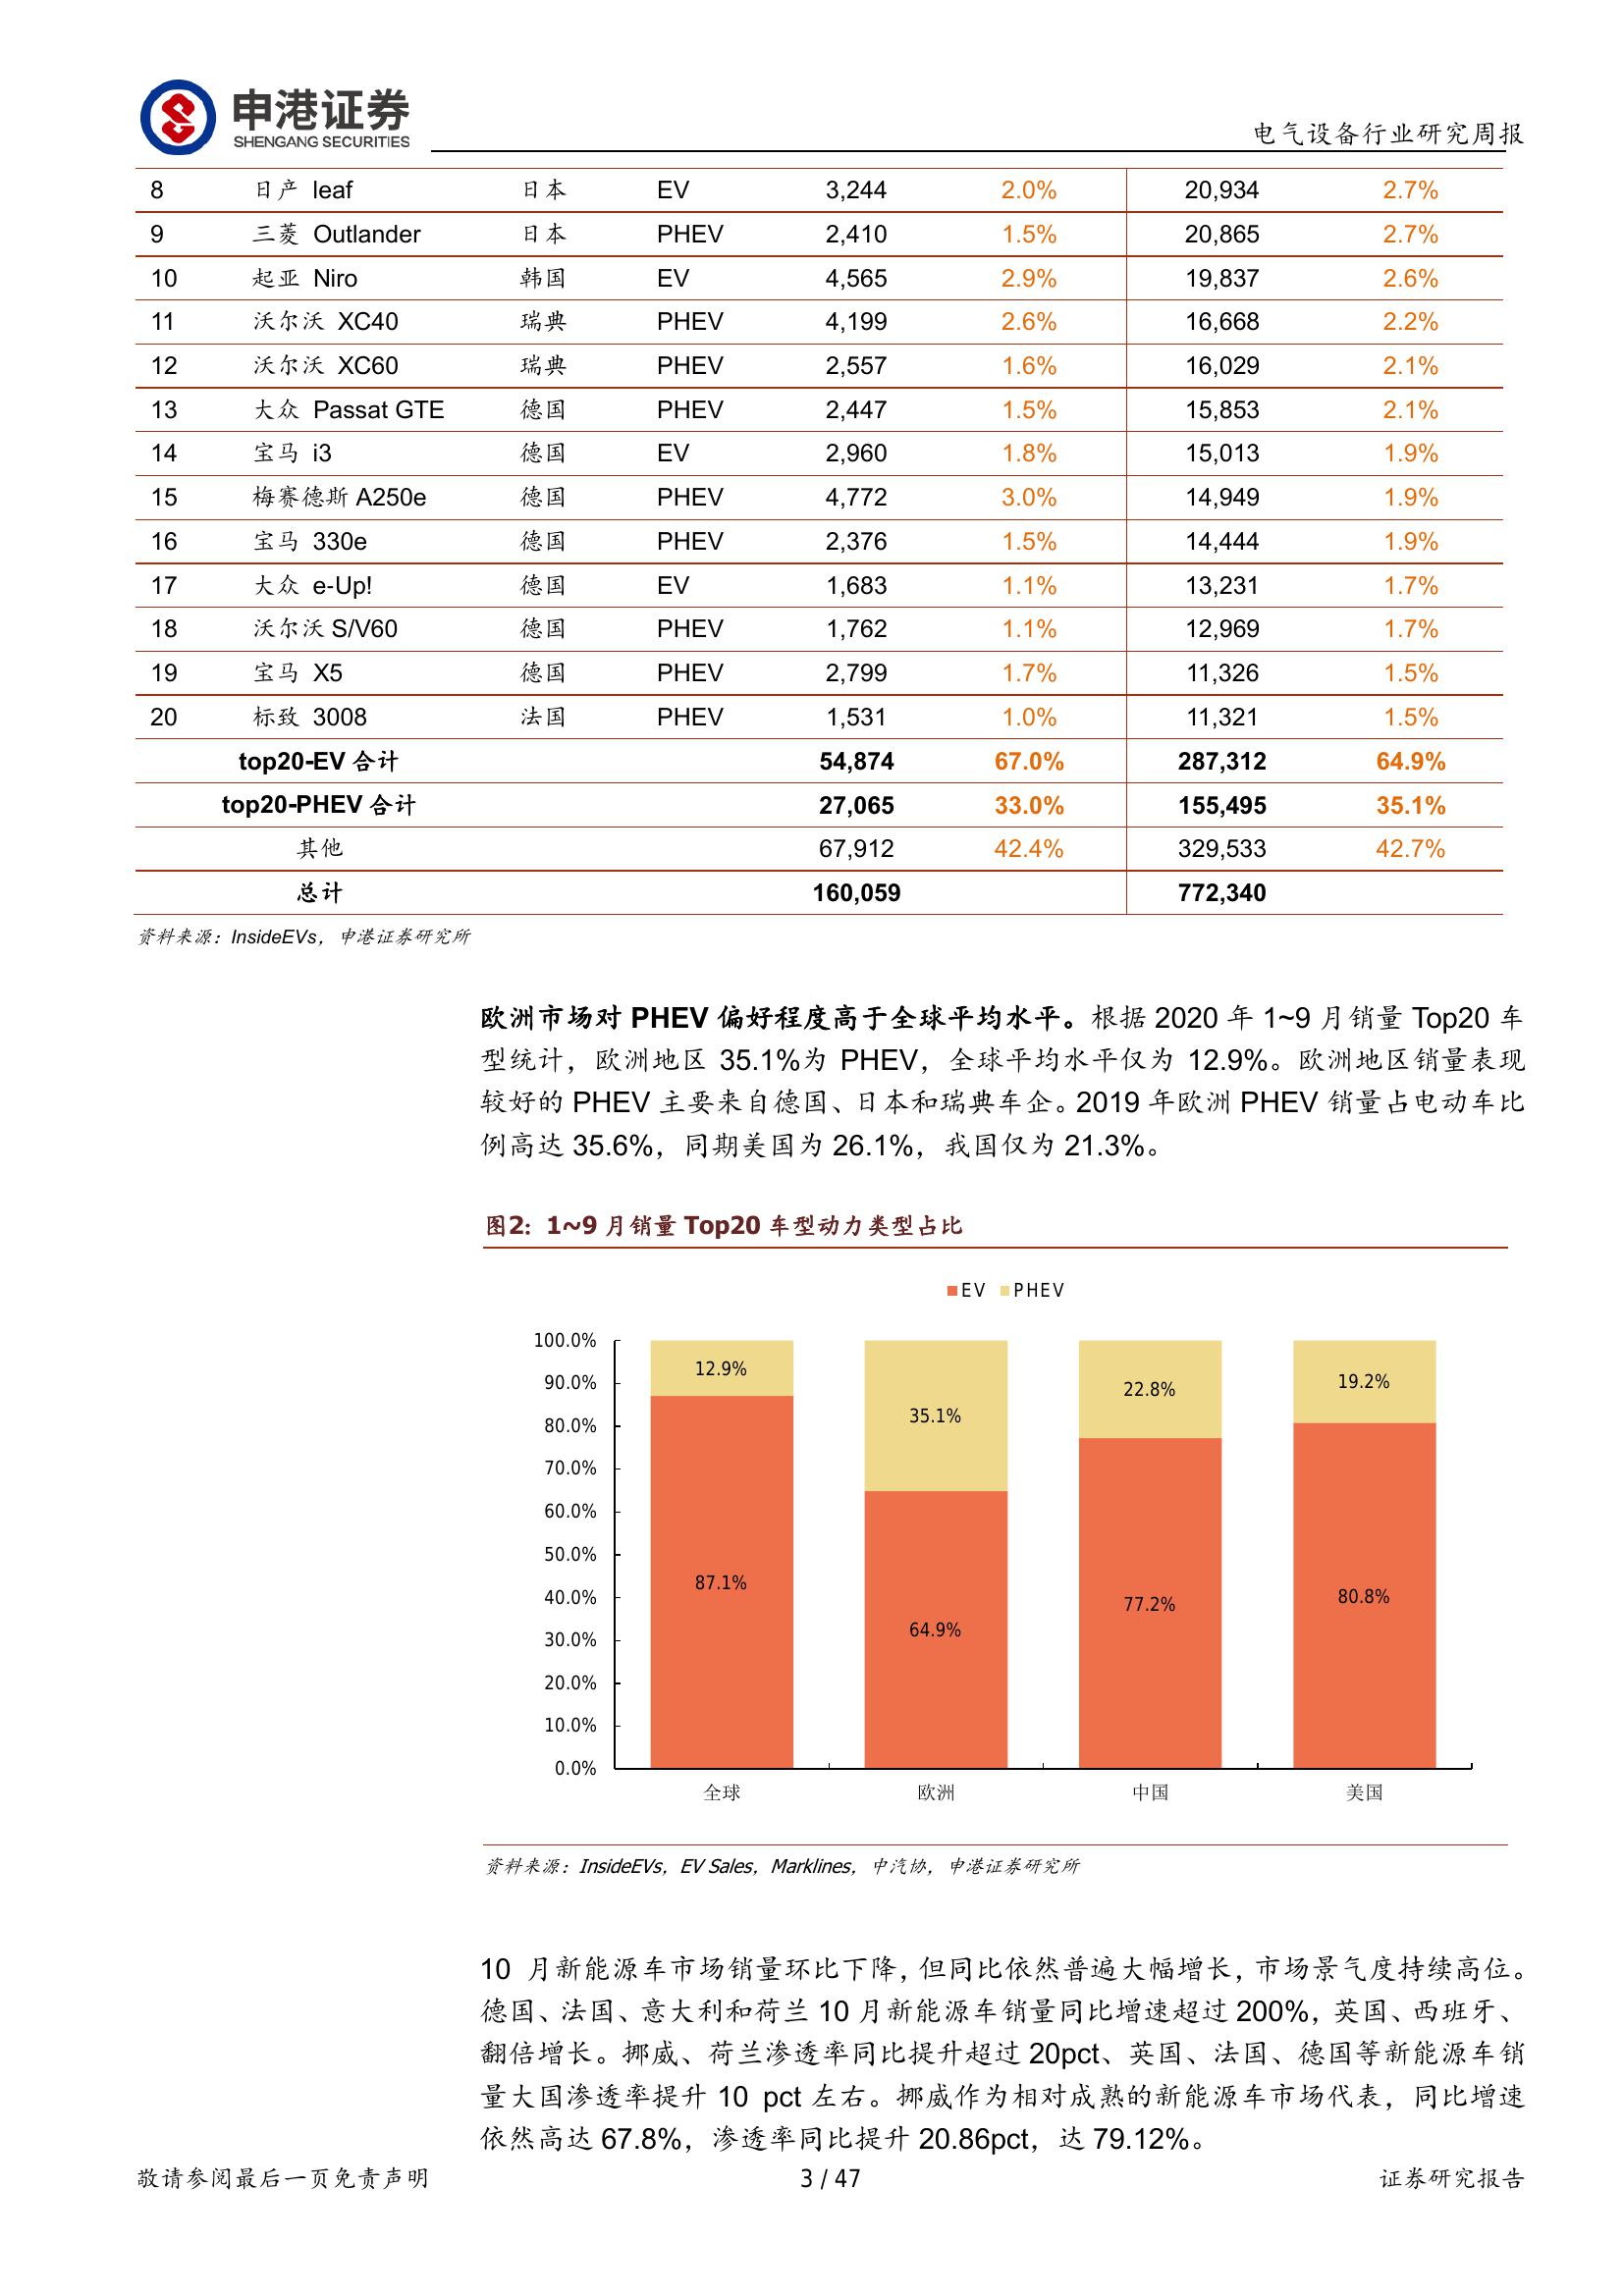 申港证券
SHENGANG SECURITIES
电气设备行业研究周报
8 日产 leaf 日本 EV 3,244 2.0% 20,934 2.7%
9 三菱 Outlander 日本 PHEV 2,410 1.5% 20,865 2.7%
10 起亚 Niro 韩国 EV 4,565 2.9% 19,837 2.6%
11 沃尔沃 XC40 瑞典 PHEV 4,199 2.6% 16,668 2.2%
12 沃尔沃 XC60 瑞典 PHEV 2,557 1.6% 16,029 2.1%
13 大众 Passat GTE 德国 PHEV 2,447 1.5% 15,853 2.1%
14 宝马 i3 德国 EV 2,960 1.8% 15,013 1.9%
15 梅赛德斯 A250e 德国 PHEV 4,772 3.0% 14,949 1.9%
16 宝马 330e 德国 PHEV 2,376 1.5% 14,444 1.9%
17 大众 e-Up! 德国 EV 1,683 1.1% 13,231 1.7%
18 沃尔沃 S/V60 德国 PHEV 1,762 1.1% 12,969 1.7%
19 宝马 X5 德国 PHEV 2,799 1.7% 11,326 1.5%
20 标致 3008 法国 PHEV 1,531 1.0% 11,321 1.5%
top20-EV 合计 54,874 67.0% 287,312 64.9%
top20-PHEV 合计 27,065 33.0% 155,495 35.1%
其他 67,912 42.4% 329,533 42.7%
总计 160,059 772,340
资料来源：InsideEVs，申港证券研究所
欧洲市场对 PHEV 偏好程度高于全球平均水平。根据 2020 年 1~9 月销量 Top20 车
型统计，欧洲地区 35.1%为 PHEV，全球平均水平仅为 12.9%。欧洲地区销量表现
较好的 PHEV 主要来自德国、日本和瑞典车企。2019 年欧洲 PHEV 销量占电动车比
例高达 35.6%，同期美国为 26.1%，我国仅为 21.3%。
图2：1~9 月销量 Top20 车型动力类型占比
EV PHEV
100.0%
90.0%
80.0%
70.0%
60.0%
50.0%
40.0%
30.0%
20.0%
10.0%
0.0%
12.9% 35.1% 22.8% 19.2%
87.1% 64.9% 77.2% 80.8%
全球 欧洲 中国 美国
资料来源：InsideEVs，EV Sales，Marklines，中汽协，申港证券研究所
10 月新能源车市场销量环比下降，但同比依然普遍大幅增长，市场景气度持续高位。
德国、法国、意大利和荷兰 10 月新能源车销量同比增速超过 200%，英国、西班牙、
翻倍增长。挪威、荷兰渗透率同比提升超过 20pct、英国、法国、德国等新能源车销
量大国渗透率提升 10 pct 左右。挪威作为相对成熟的新能源车市场代表，同比增速
依然高达 67.8%，渗透率同比提升 20.86pct，达 79.12%。
敬请参阅最后一页免责声明 3 / 47 证券研究报告